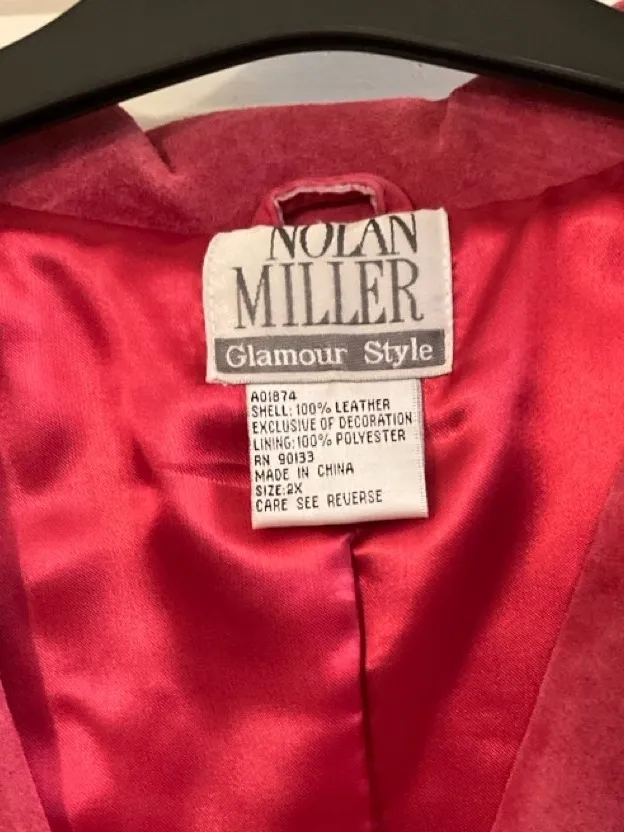 NOLAN
MILLER
Glamour Style
A01874
SHELL: 100% LEATHER
EXCLUSIVE OF DECORATION
LINING: 100% POLYESTER
RN 90133
MADE IN CHINA
SIZE: 2X
CARE SEE REVERSE